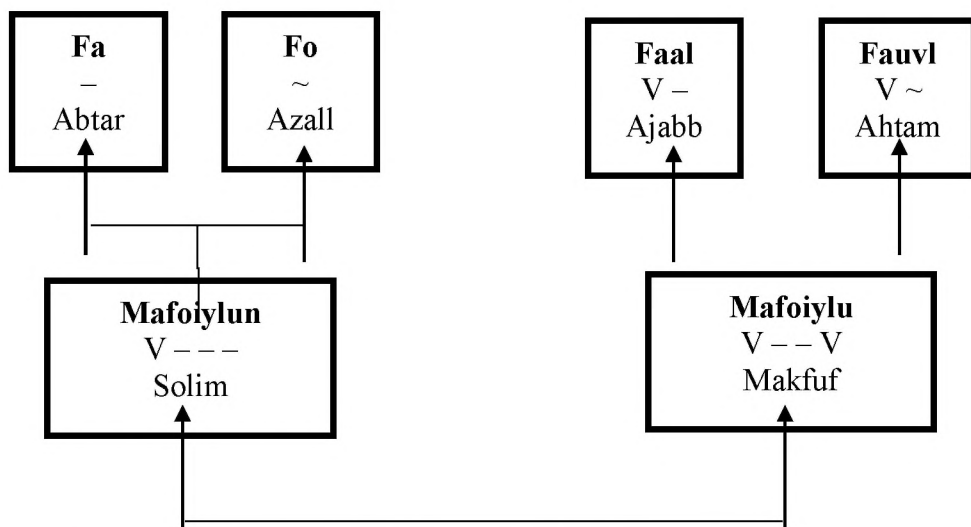 Fa
–
Abtar
Fo
~
Azall
Faal
V –
Ajabb
Fauvl
V ~
Ahtam
Mafoiylun
V – – –
Solim
Mafoiylu
V – – V
Makfuf